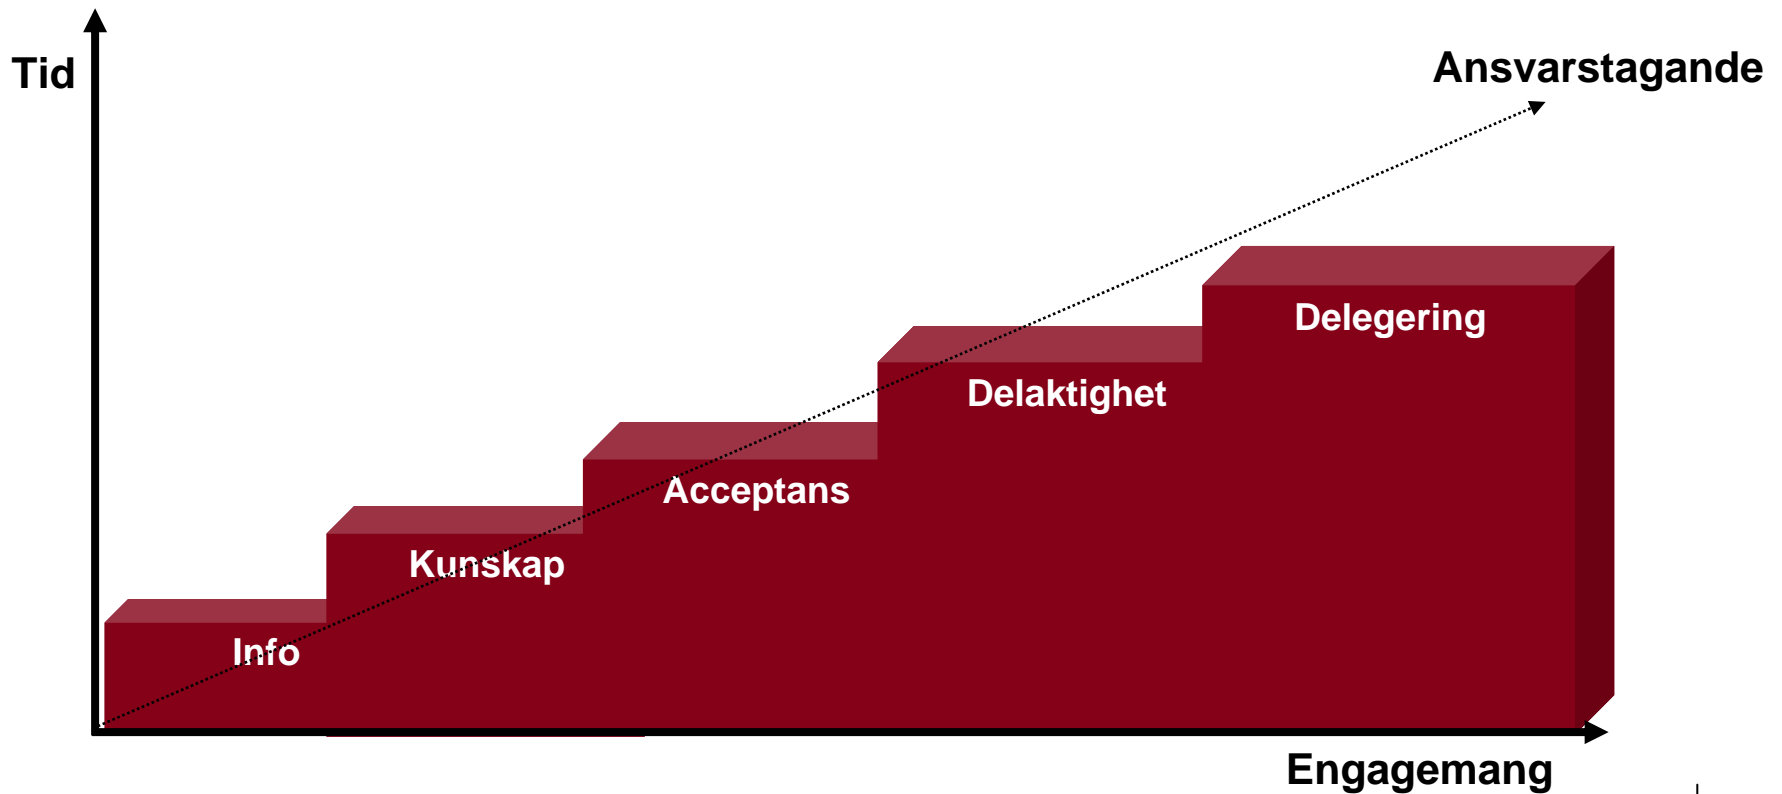 Tid
Ansvarstagande
Delegering
Delaktighet
Acceptans
Kunskap
Info
Engagemang